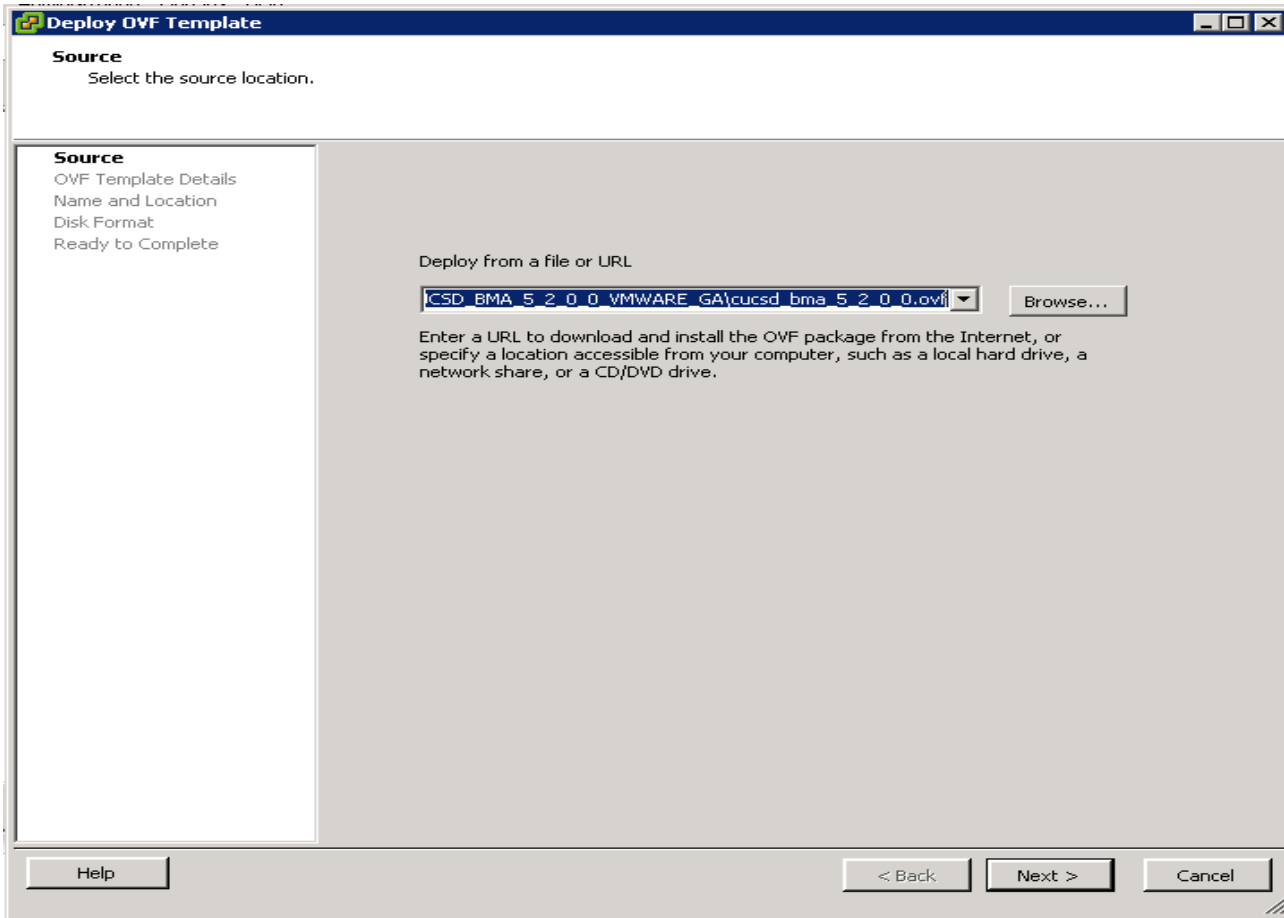 Deploy OVF Template
Source
Select the source location.
Source
OVF Template Details
Name and Location
Disk Format
Ready to Complete
Deploy from a file or URL
CSD_BMA_5_2_0_0_VMWARE_GA\cucsd_bma_5_2_0_0.ovf
Browse...
Enter a URL to download and install the OVF package from the Internet, or
specify a location accessible from your computer, such as a local hard drive, a
network share, or a CD/DVD drive.
Help
< Back
Next >
Cancel